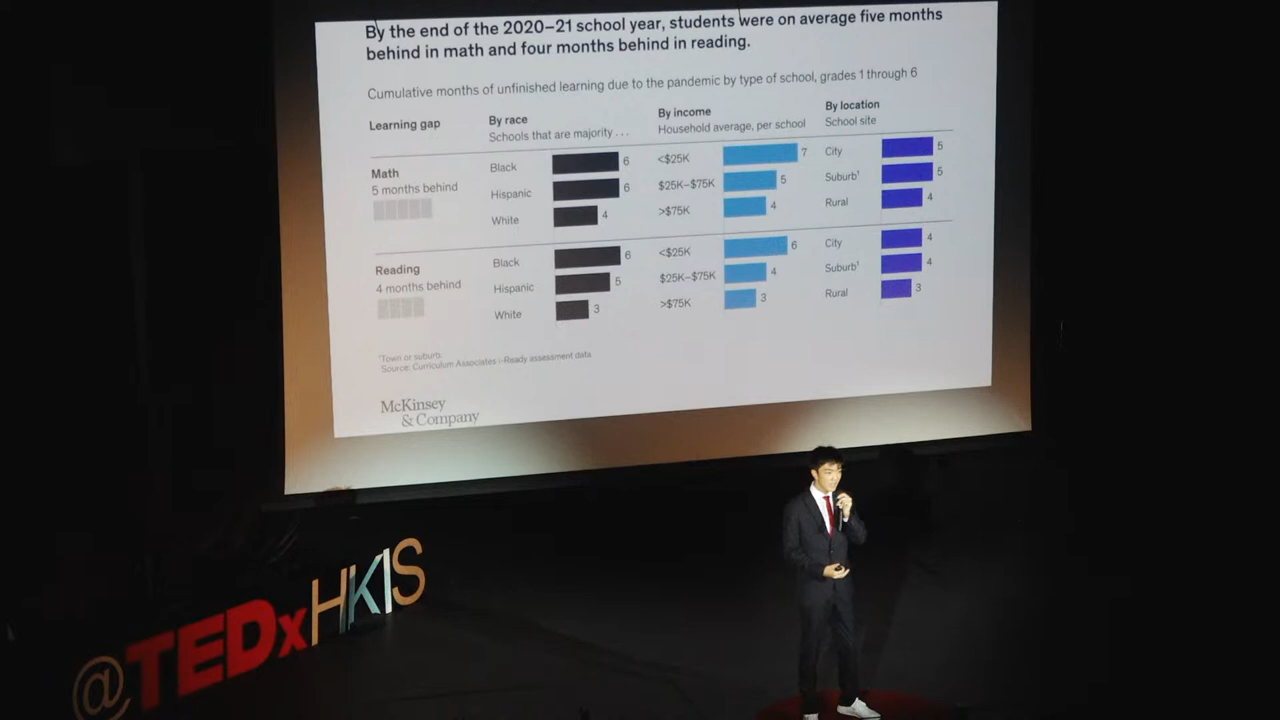 By the end of the 2020–21 school year, students were on average five months
behind in math and four months behind in reading.
Cumulative months of unfinished learning due to the pandemic by type of school, grades 1 through 6
Learning gap
By race
Schools that are majority . . .
By income
Household average, per school
By location
School site
Math
5 months behind
Black 6
Hispanic 6
White 4
<$25K 7
$25K–$75K 5
>$75K 4
City 5
Suburb¹ 5
Rural 4
Reading
4 months behind
Black 6
Hispanic 5
White 3
<$25K 6
$25K–$75K 4
>$75K 3
City 4
Suburb¹ 4
Rural 3
¹Town or suburb.
Source: Curriculum Associates i-Ready assessment data
McKinsey
& Company
@TEDxHKIS